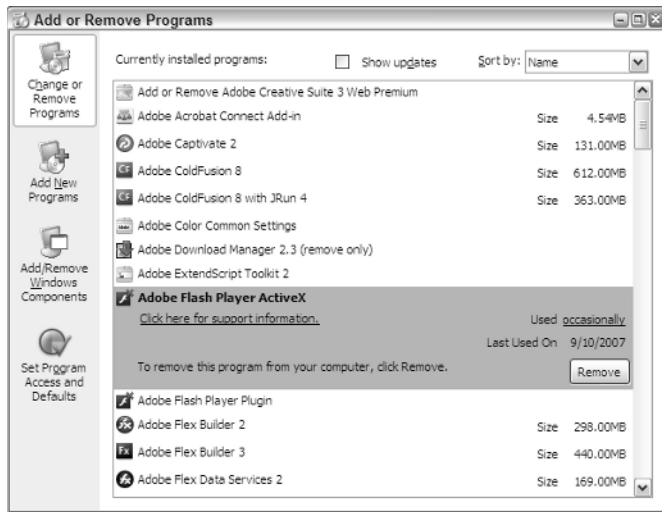 Add or Remove Programs
Change or
Remove
Programs
Add New
Programs
Add/Remove
Windows
Components
Set Program
Access and
Defaults
Currently installed programs:
Show updates
Sort by: Name
Add or Remove Adobe Creative Suite 3 Web Premium
Adobe Acrobat Connect Add-in Size 4.54MB
Adobe Captivate 2 Size 131.00MB
Adobe ColdFusion 8 Size 612.00MB
Adobe ColdFusion 8 with JRun 4 Size 363.00MB
Adobe Color Common Settings
Adobe Download Manager 2.3 (remove only)
Adobe ExtendScript Toolkit 2
Adobe Flash Player ActiveX
Click here for support information. Used occasionally
Last Used On 9/10/2007
To remove this program from your computer, click Remove. Remove
Adobe Flash Player Plugin
Adobe Flex Builder 2 Size 298.00MB
Adobe Flex Builder 3 Size 440.00MB
Adobe Flex Data Services 2 Size 169.00MB